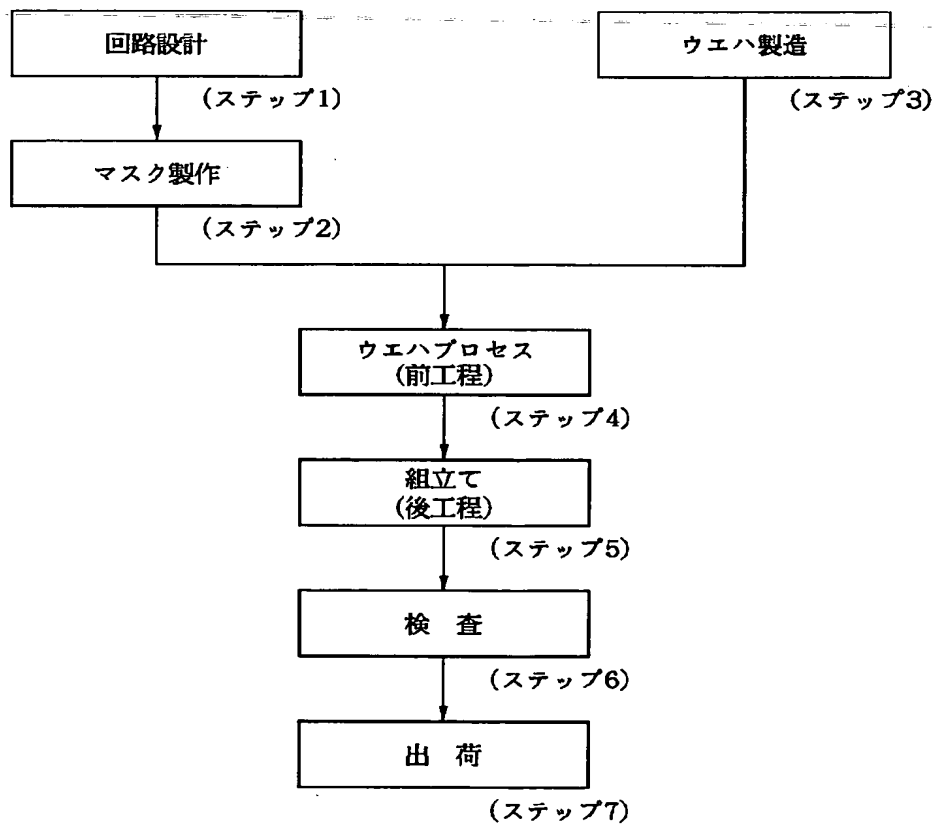 回路設計
(ステップ1)
マスク製作
(ステップ2)
ウエハ製造
(ステップ3)
ウエハプロセス
(前工程)
(ステップ4)
組立て
(後工程)
(ステップ5)
検 査
(ステップ6)
出 荷
(ステップ7)